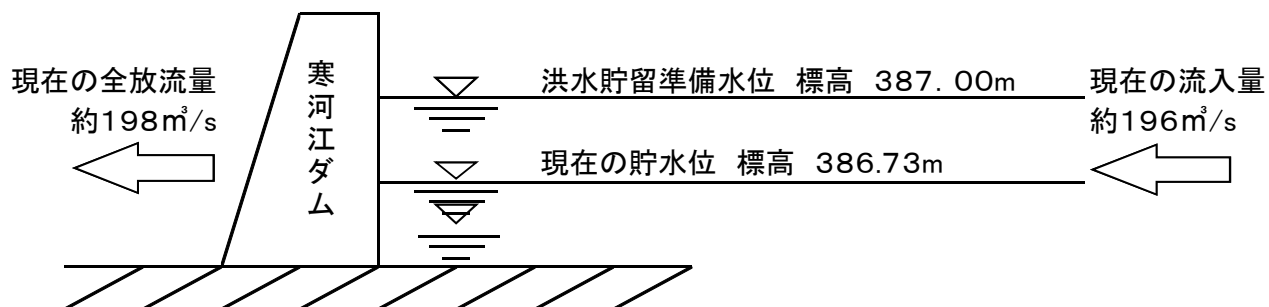 現在の全放流量
約198㎥/s
寒河江ダム
洪水貯留準備水位 標高 387.00m
現在の貯水位 標高 386.73m
現在の流入量
約196㎥/s